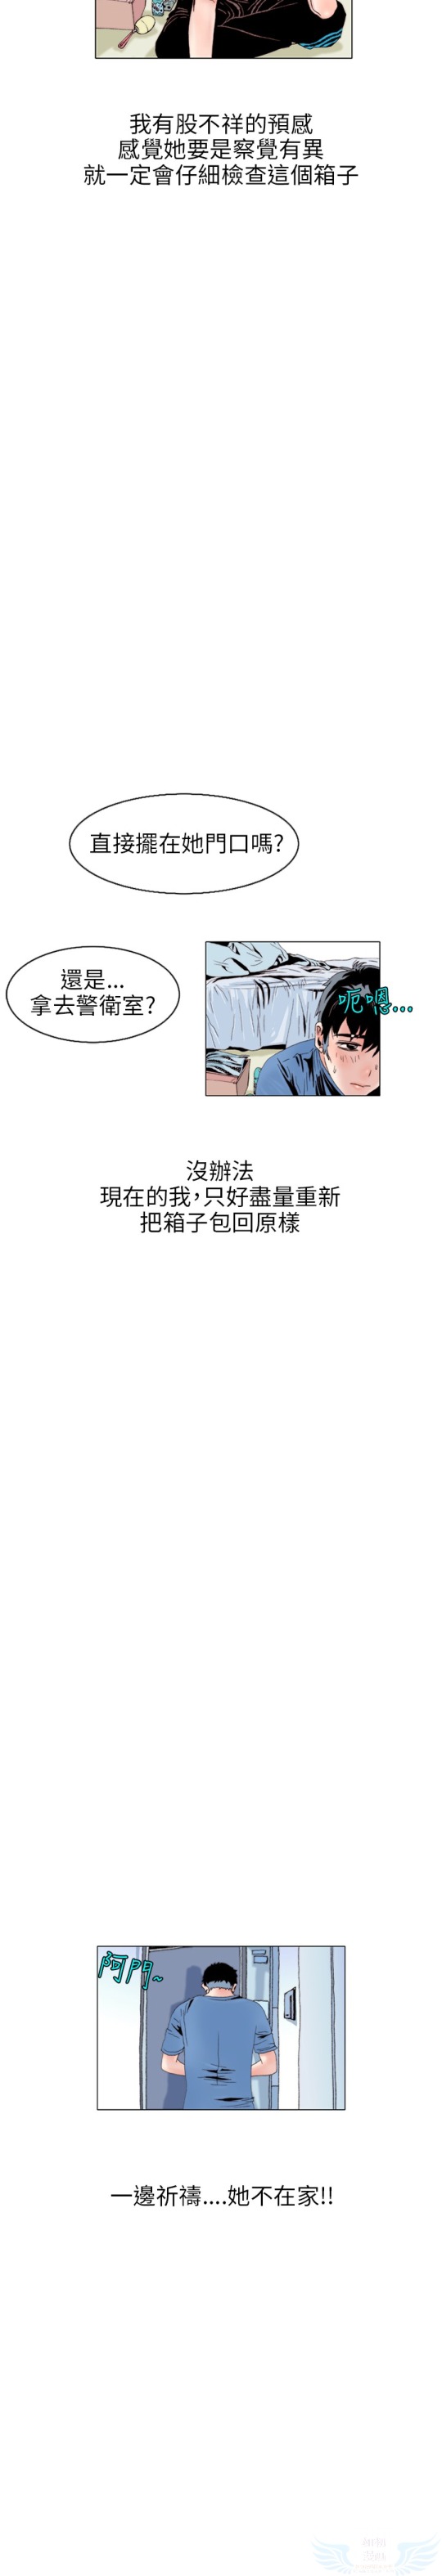 我有股不祥的預感
感覺她要是察覺有異
就一定會仔細檢查這個箱子
直接擺在她門口嗎?
還是...
拿去警衛室?
呃嗯...
沒辦法
現在的我,只好盡量重新
把箱子包回原樣
阿門~
一邊祈禱....她不在家!!